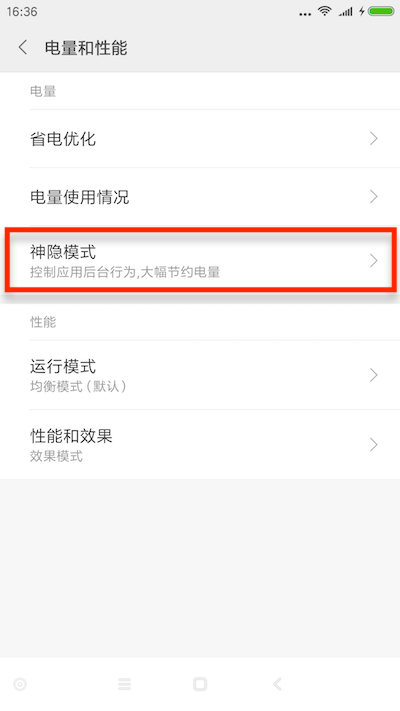 16:36
电量和性能
电量
省电优化
电量使用情况
神隐模式
控制应用后台行为,大幅节约电量
性能
运行模式
均衡模式(默认)
性能和效果
效果模式